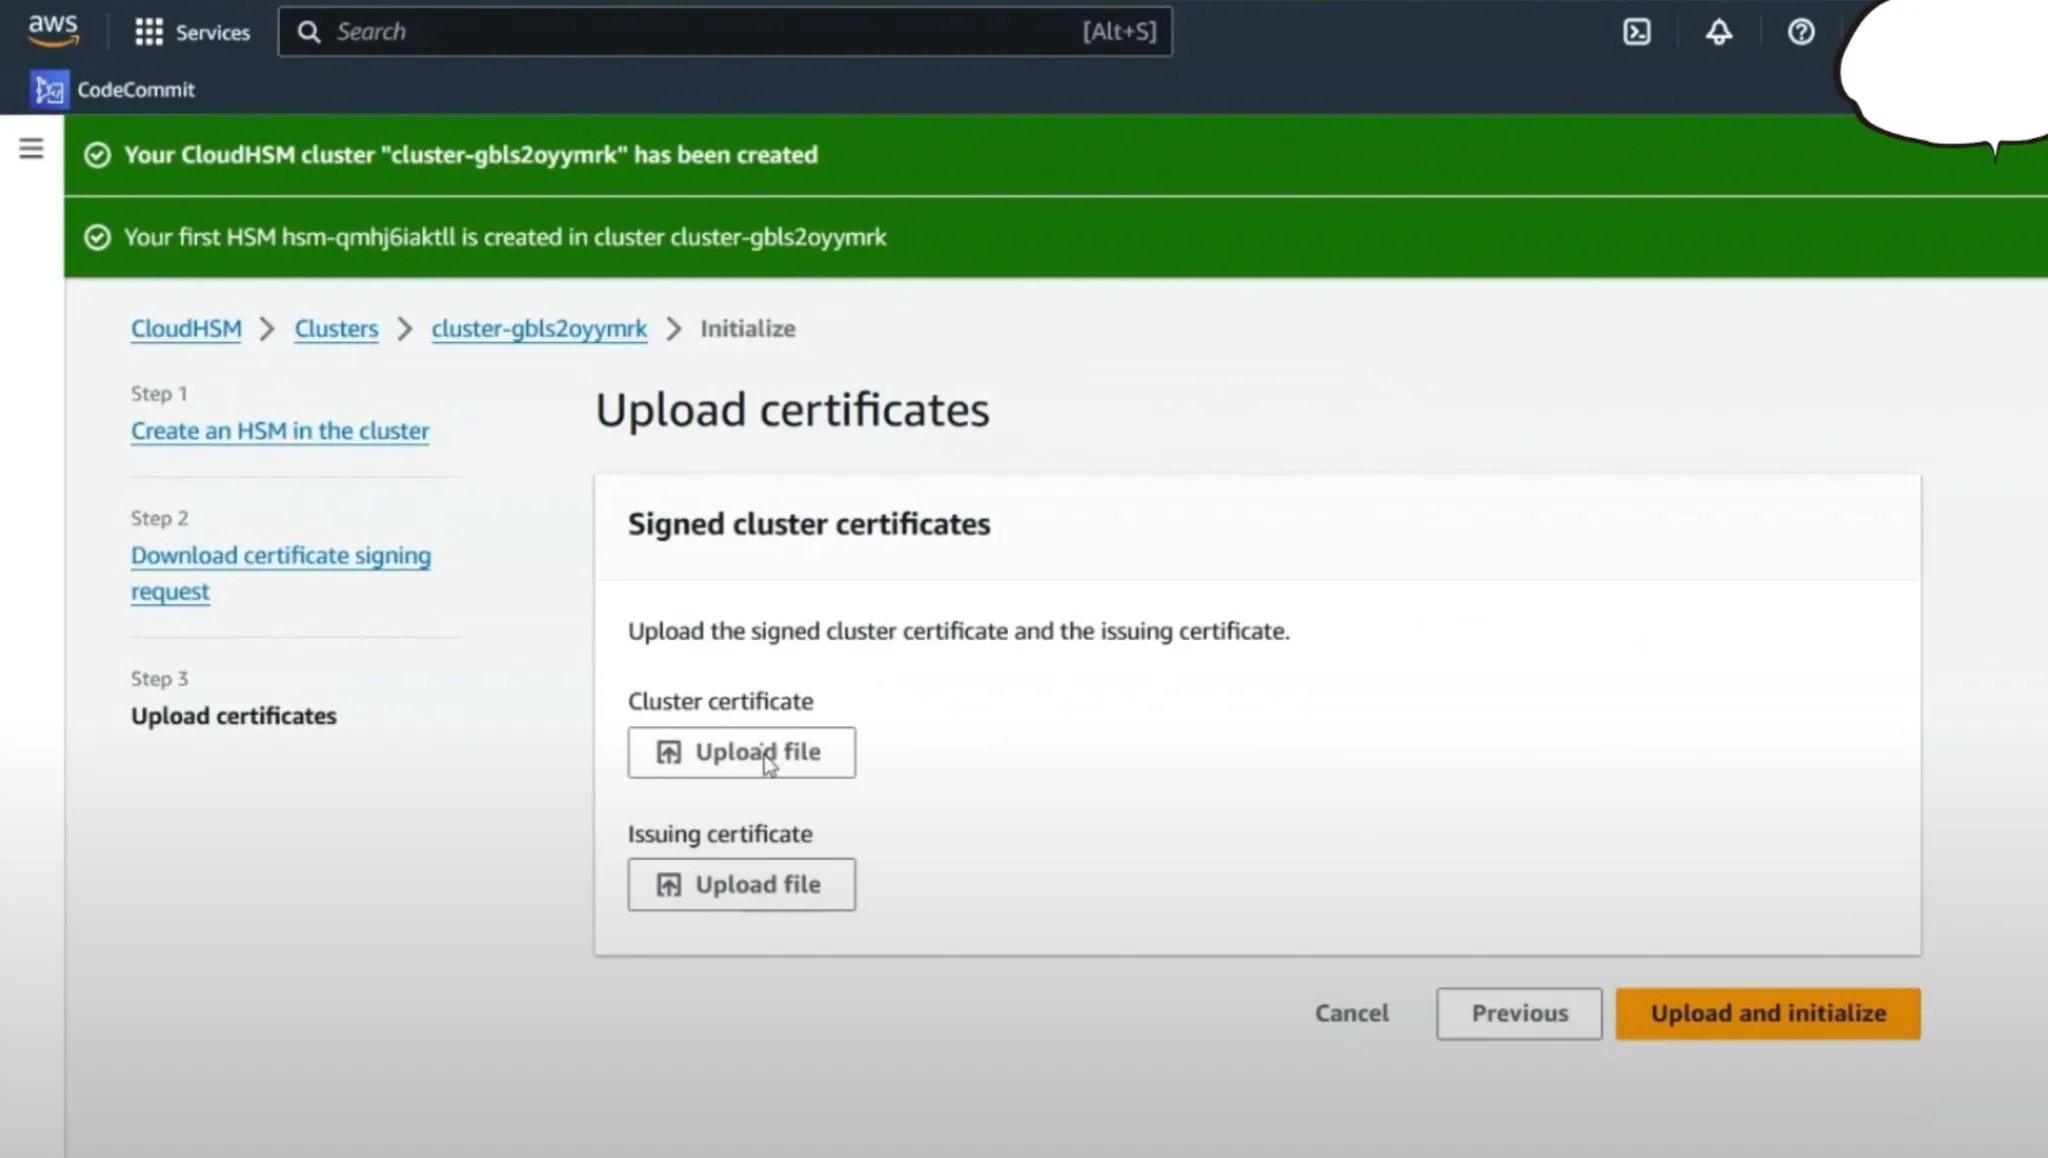 aws
Services
Search
[Alt+S]
CodeCommit
Your CloudHSM cluster "cluster-gbls2oyymrk" has been created
Your first HSM hsm-qmhj6iaktll is created in cluster cluster-gbls2oyymrk
CloudHSM
Clusters
cluster-gbls2oyymrk
Initialize
Step 1
Create an HSM in the cluster
Step 2
Download certificate signing
request
Step 3
Upload certificates
Upload certificates
Signed cluster certificates
Upload the signed cluster certificate and the issuing certificate.
Cluster certificate
Upload file
Issuing certificate
Upload file
Cancel
Previous
Upload and initialize